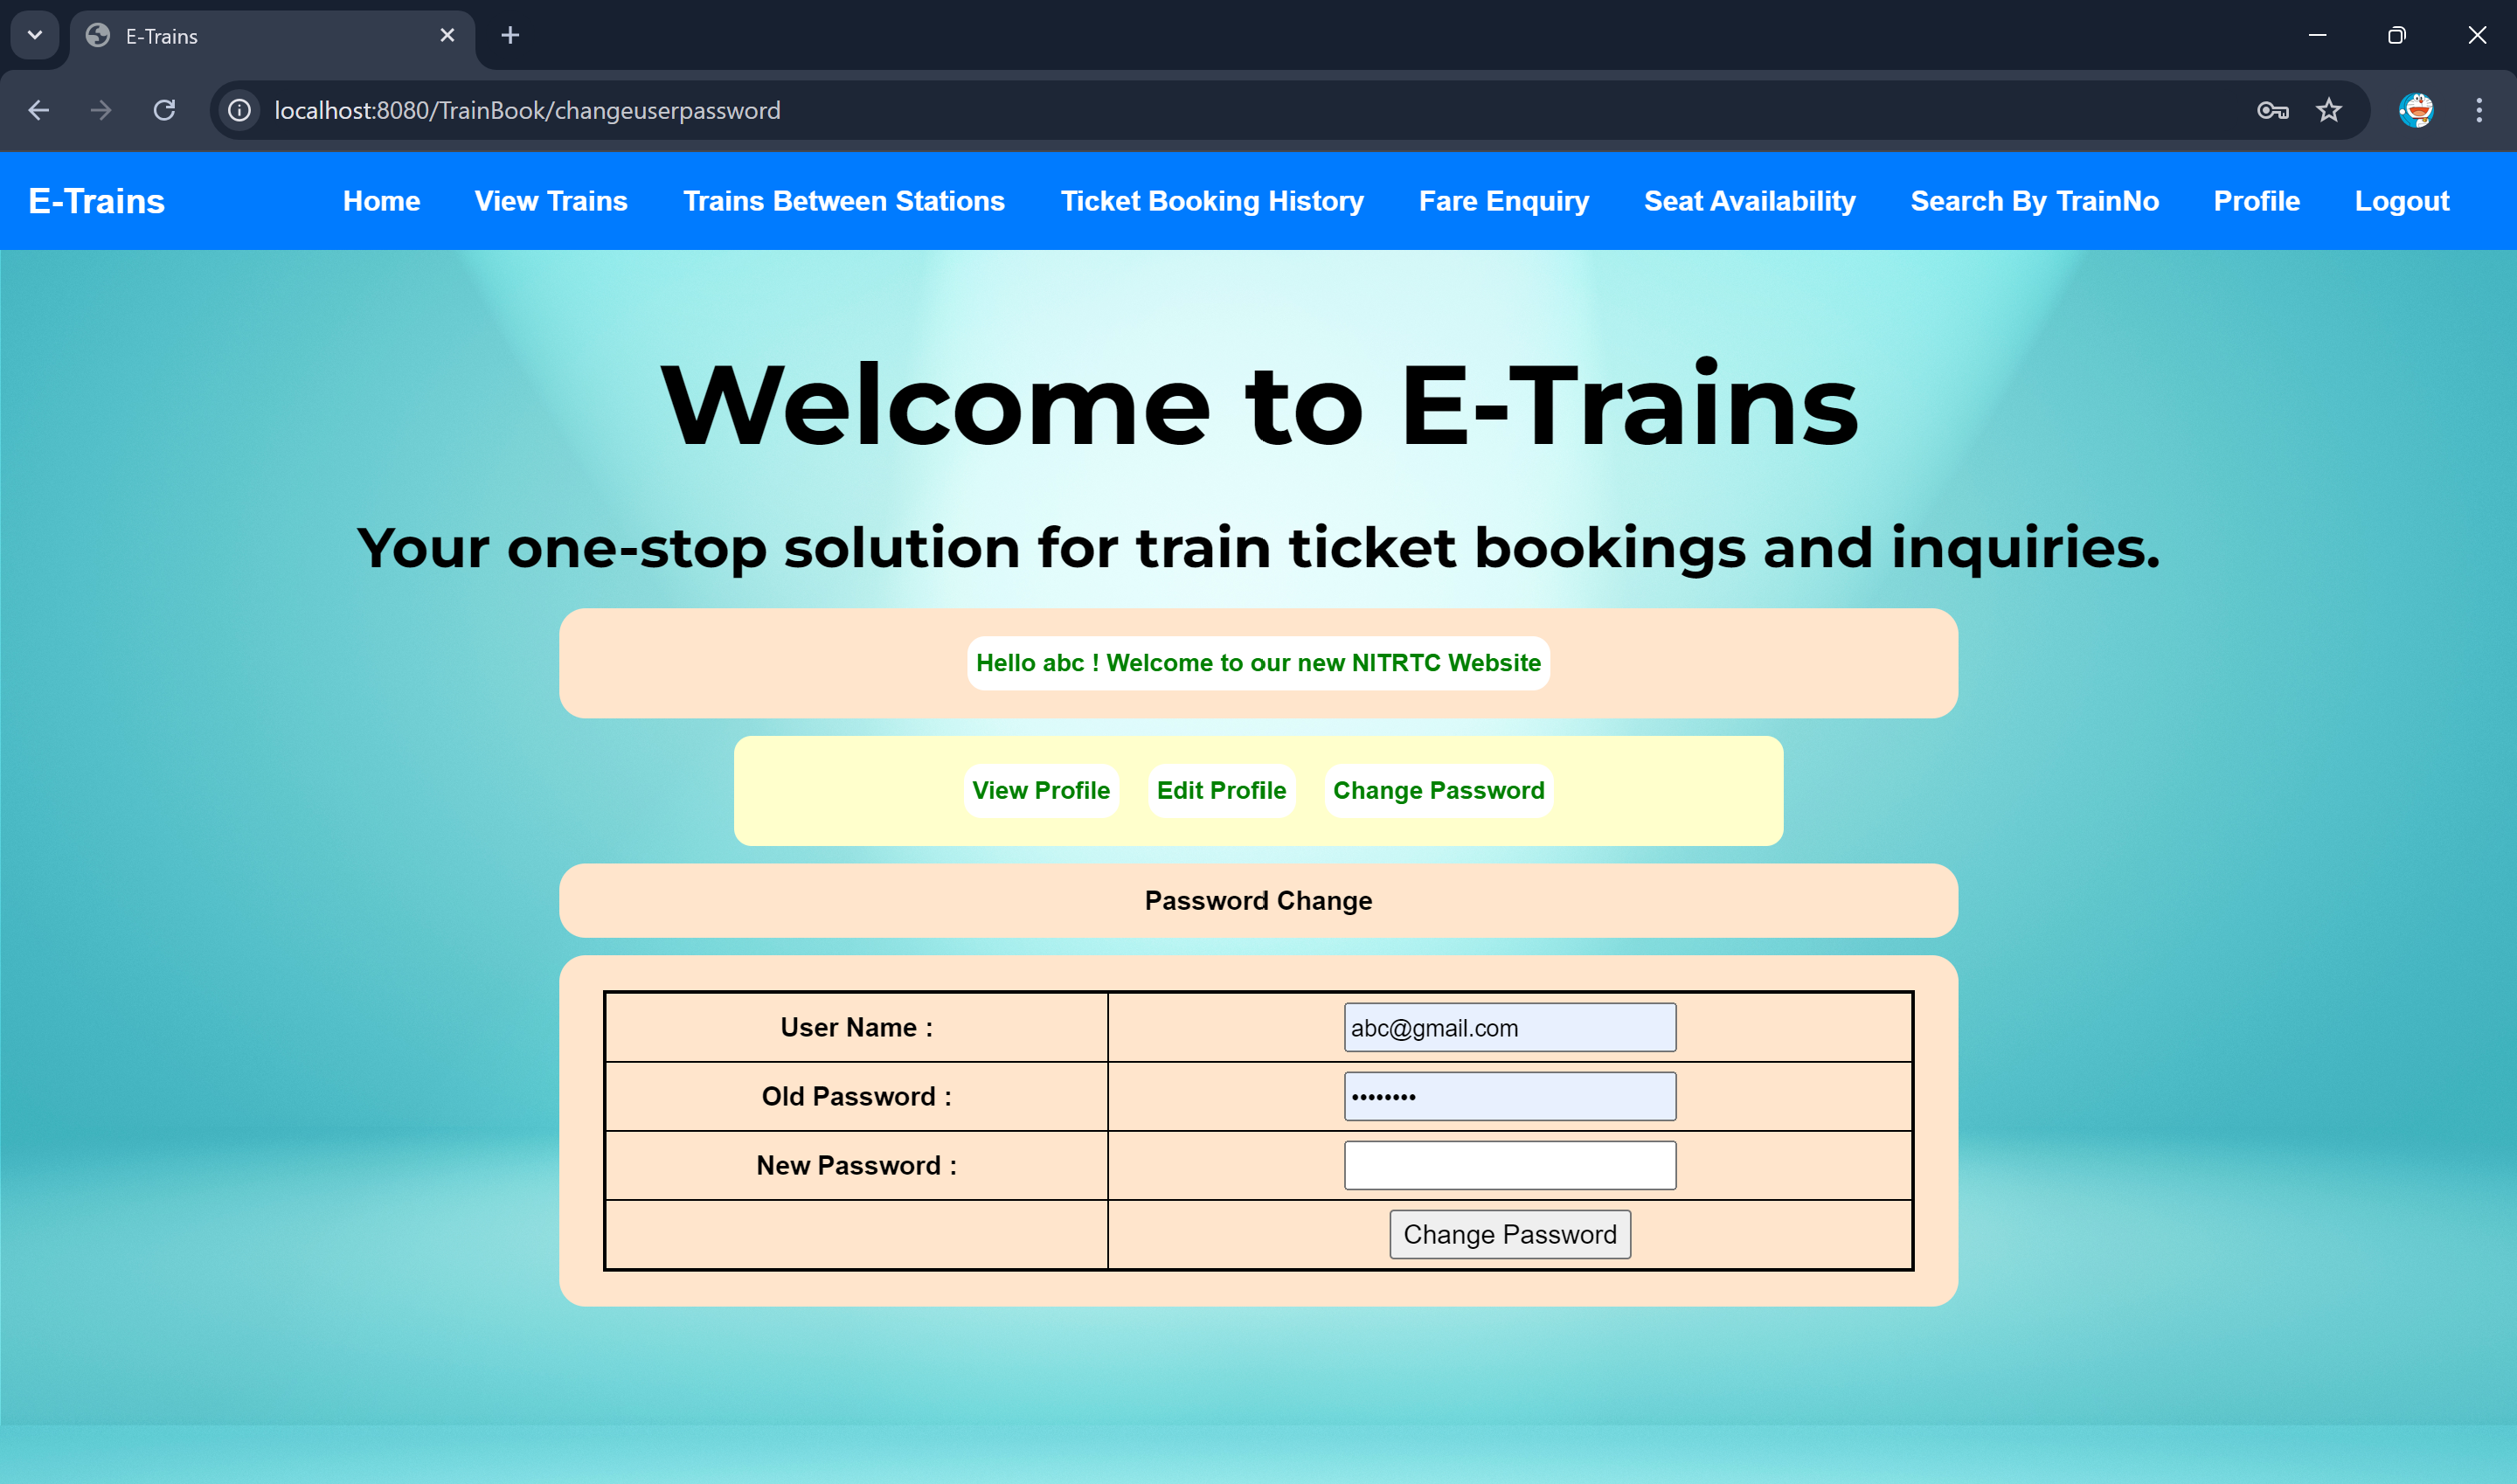 E-Trains
localhost:8080/TrainBook/changeuserpassword
E-Trains Home View Trains Trains Between Stations Ticket Booking History Fare Enquiry Seat Availability Search By TrainNo Profile Logout
Welcome to E-Trains
Your one-stop solution for train ticket bookings and inquiries.
Hello abc ! Welcome to our new NITRTC Website
View Profile Edit Profile Change Password
Password Change
User Name : abc@gmail.com
Old Password : ••••••••
New Password :
Change Password